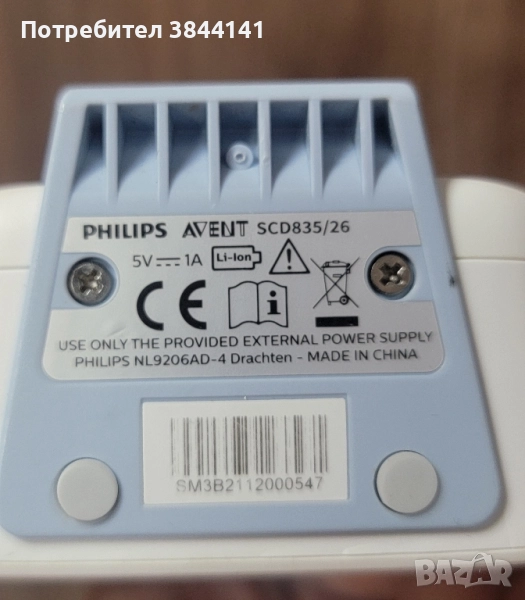 Потребител 3844141
PHILIPS AVENT SCD835/26
5V 1A Li-Ion
CE
USE ONLY THE PROVIDED EXTERNAL POWER SUPPLY
PHILIPS NL9206AD-4 Drachten - MADE IN CHINA
SM3B2112000547
BAZAR